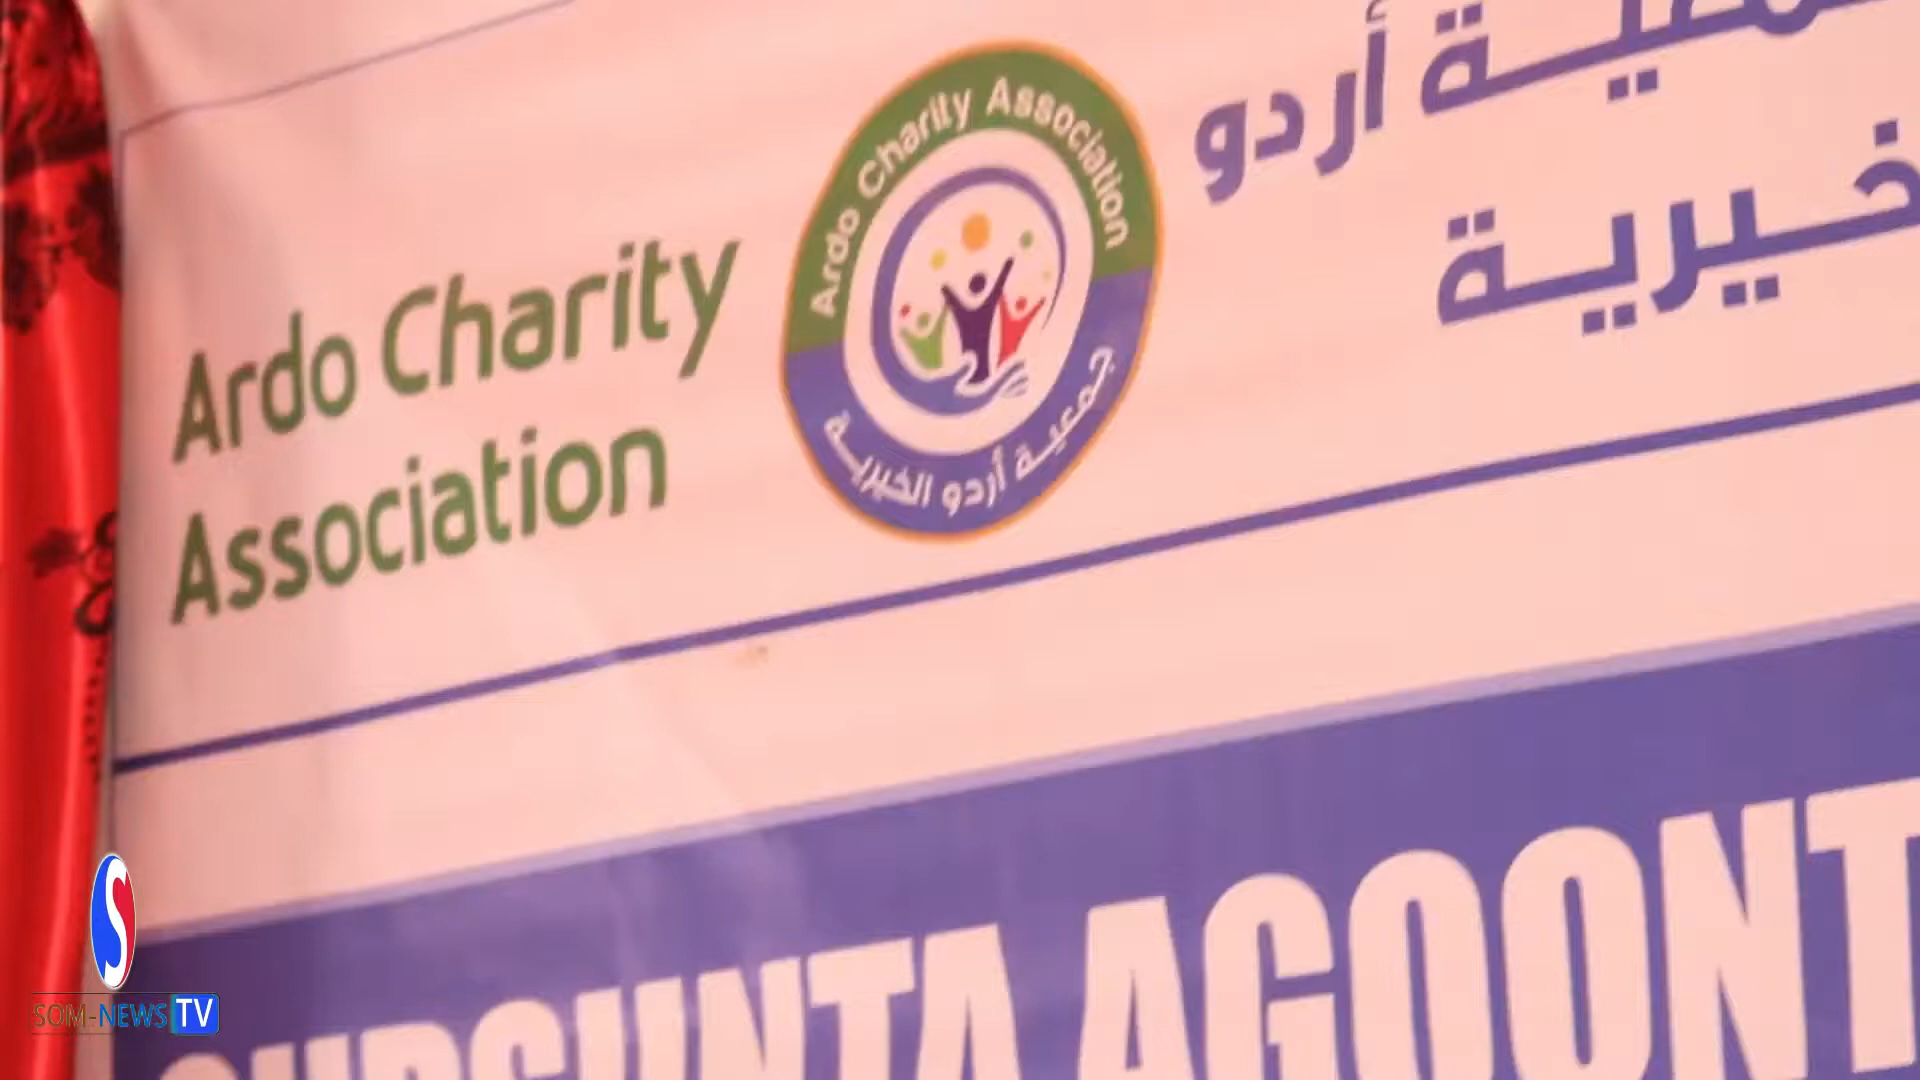 Ardo Charity
Association
Ardo Charity Association
جمعية أردو الخيرية
أردو
خيرية
AGOONT
SOM-NEWS TV